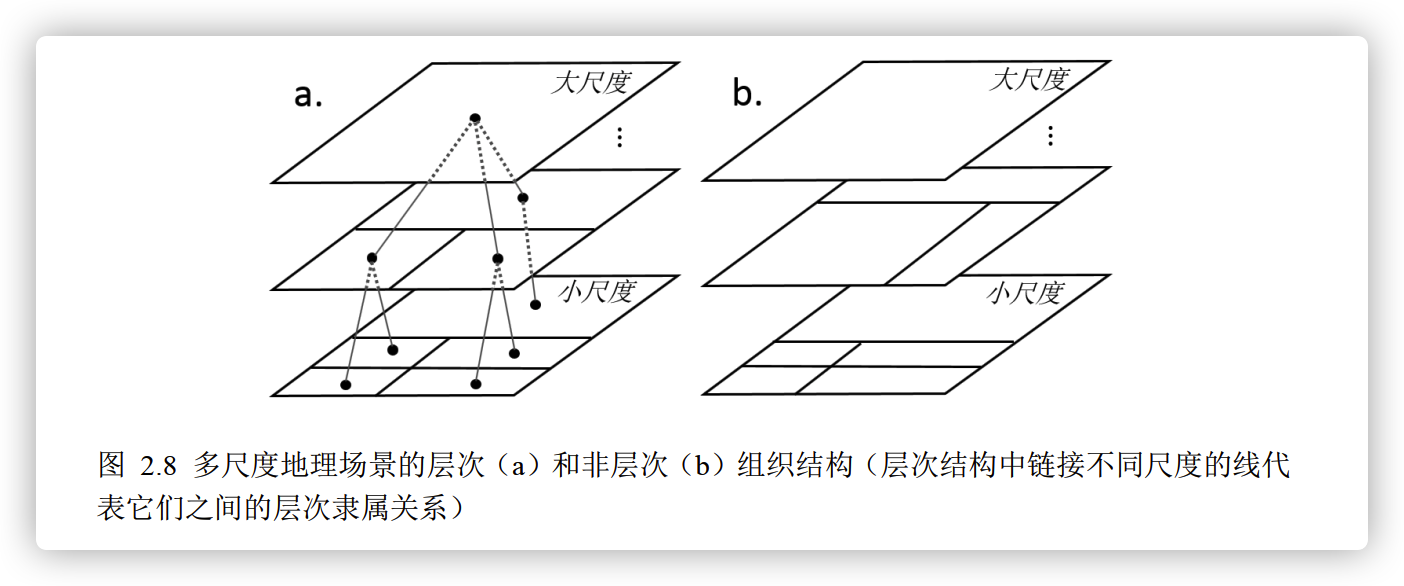 a.
大尺度
⋮
小尺度
b.
大尺度
⋮
小尺度
图 2.8 多尺度地理场景的层次（a）和非层次（b）组织结构（层次结构中链接不同尺度的线代
表它们之间的层次隶属关系）